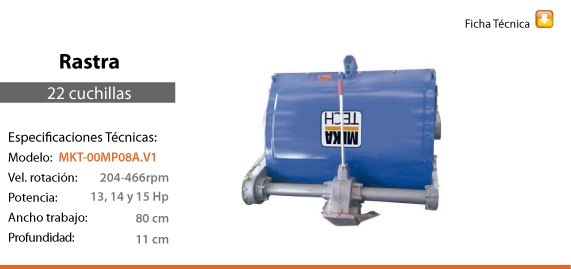 Ficha Técnica
Rastra
22 cuchillas
Especificaciones Técnicas:
Modelo: MKT-00MP08A.V1
Vel. rotación: 204-466rpm
Potencia: 13, 14 y 15 Hp
Ancho trabajo: 80 cm
Profundidad: 11 cm
TECH